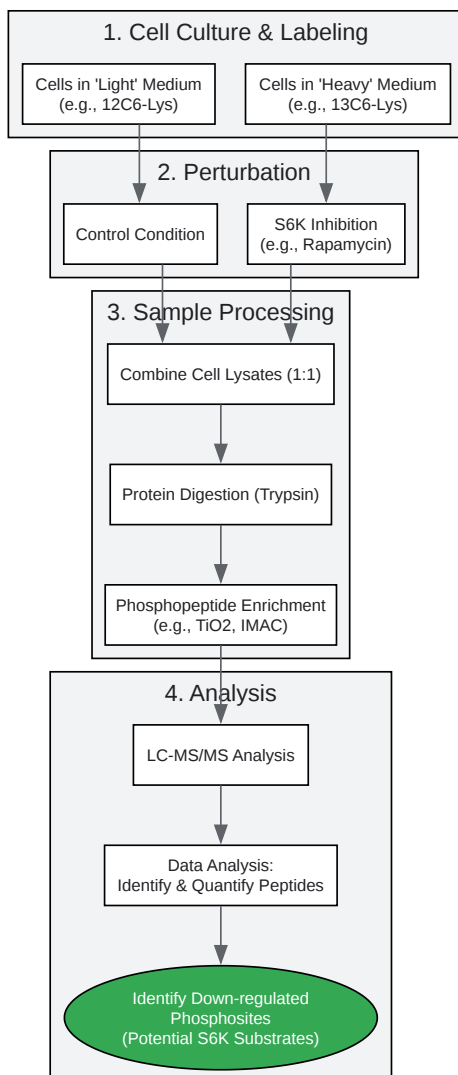 1. Cell Culture & Labeling
Cells in 'Light' Medium
(e.g., 12C6-Lys)
Cells in 'Heavy' Medium
(e.g., 13C6-Lys)
2. Perturbation
Control Condition
S6K Inhibition
(e.g., Rapamycin)
3. Sample Processing
Combine Cell Lysates (1:1)
Protein Digestion (Trypsin)
Phosphopeptide Enrichment
(e.g., TiO2, IMAC)
4. Analysis
LC-MS/MS Analysis
Data Analysis:
Identify & Quantify Peptides
Identify Down-regulated
Phosphosites
(Potential S6K Substrates)